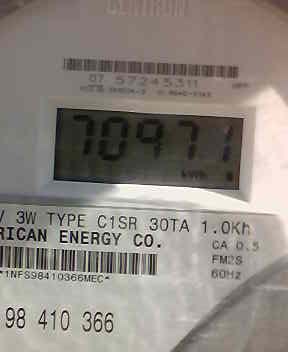 CENTRON
07 57245311
70971
kWh
V 3W TYPE C1SR 30TA 1.0Kh
RICAN ENERGY CO.
CA 0.5
FM2S
60Hz
*1NFS98410366MEC*
98 410 366